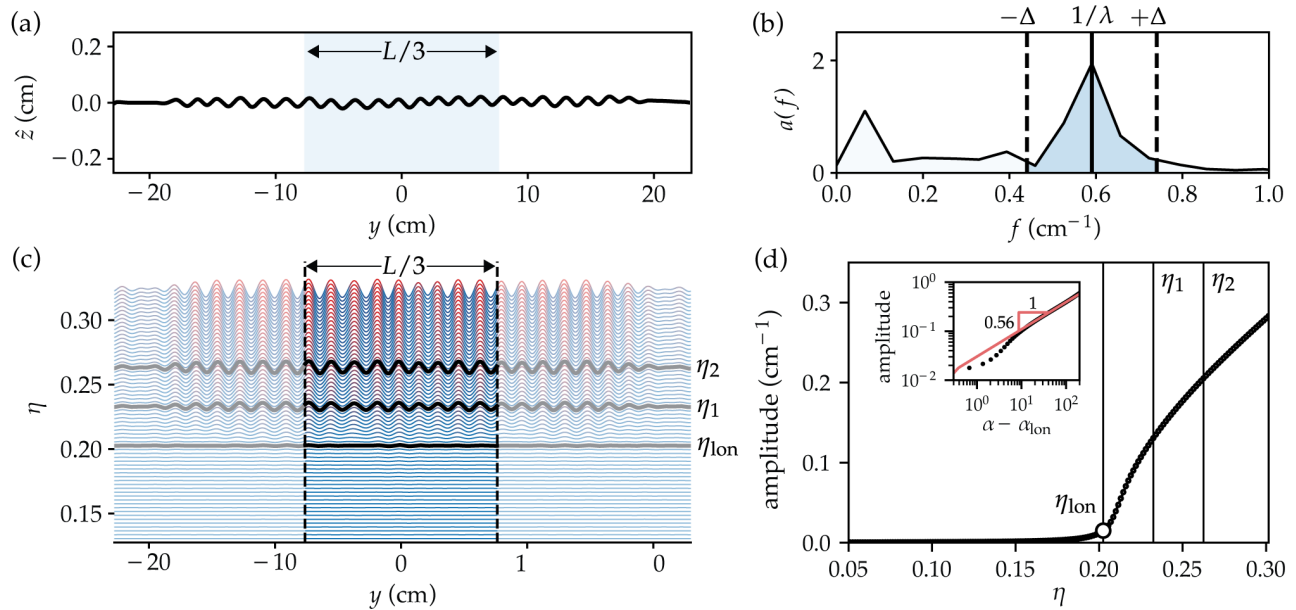 (a)
0.2
0.0
−0.2
ẑ (cm)
L/3
−20
−10
0
10
20
y (cm)
(b)
−Δ
1/λ
+Δ
2
0
a(f)
0.0
0.2
0.4
0.6
0.8
1.0
f (cm⁻¹)
(c)
L/3
0.30
0.25
0.20
0.15
η
η₂
η₁
ηlon
−20
−10
0
1
0
y (cm)
(d)
0.3
0.2
0.1
0.0
amplitude (cm⁻¹)
10⁰
10⁻¹
10⁻²
amplitude
1
0.56
10⁰
10¹
10²
α − αlon
η₁
η₂
ηlon
0.05
0.10
0.15
0.20
0.25
0.30
η